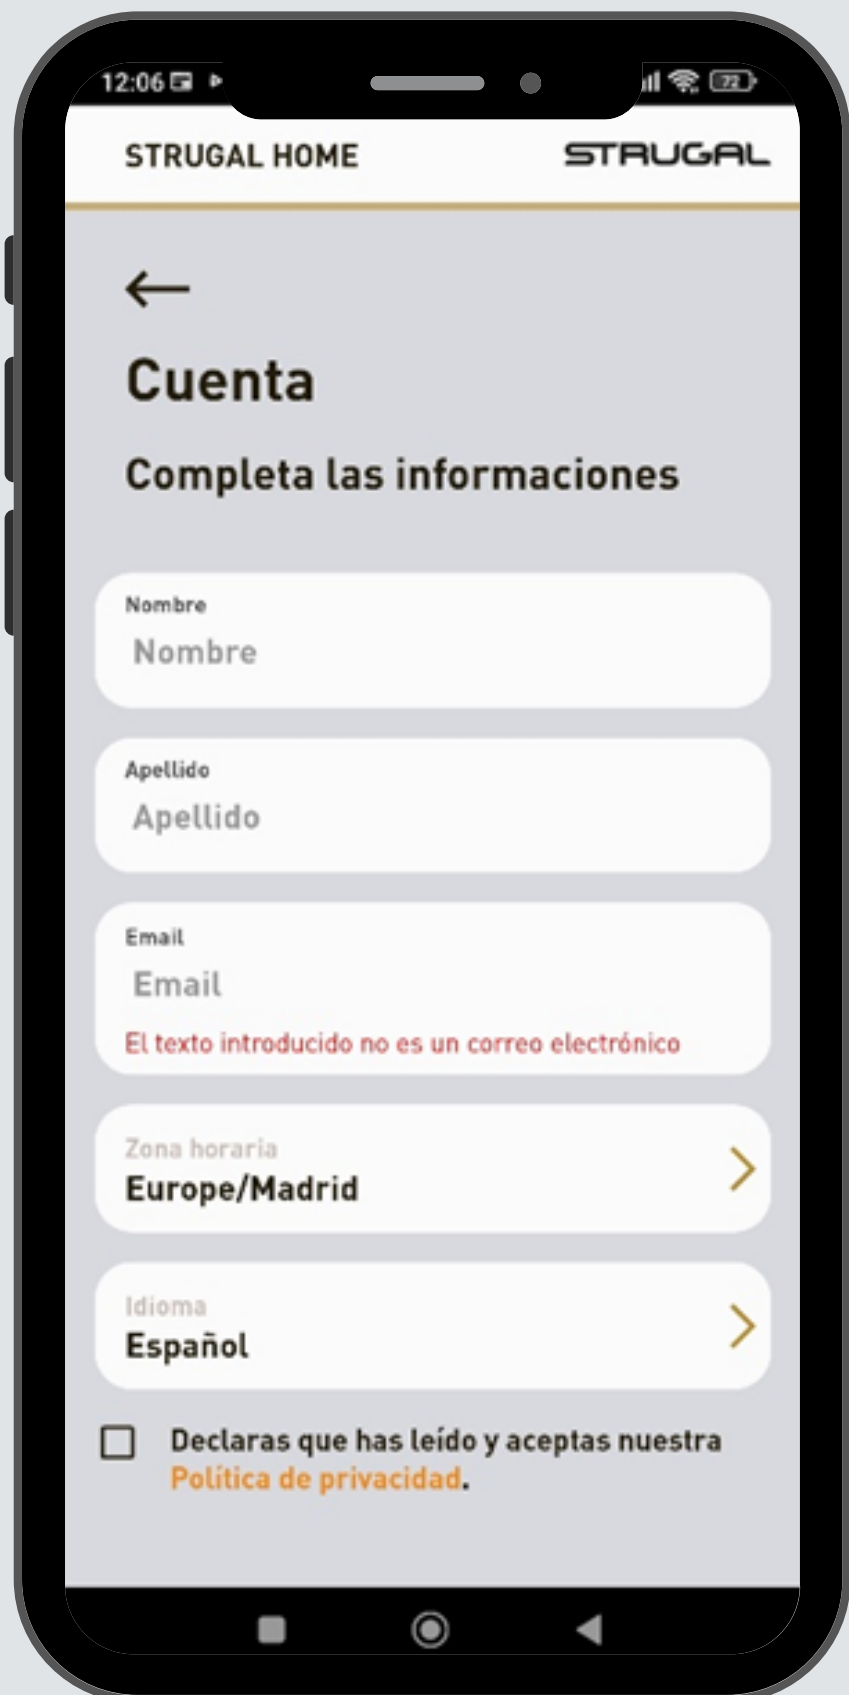 12:06
72
STRUGAL HOME
STRUGAL
Cuenta
Completa las informaciones
Nombre
Nombre
Apellido
Apellido
Email
Email
El texto introducido no es un correo electrónico
Zona horaria
Europe/Madrid
Idioma
Español
Declaras que has leído y aceptas nuestra
Política de privacidad.